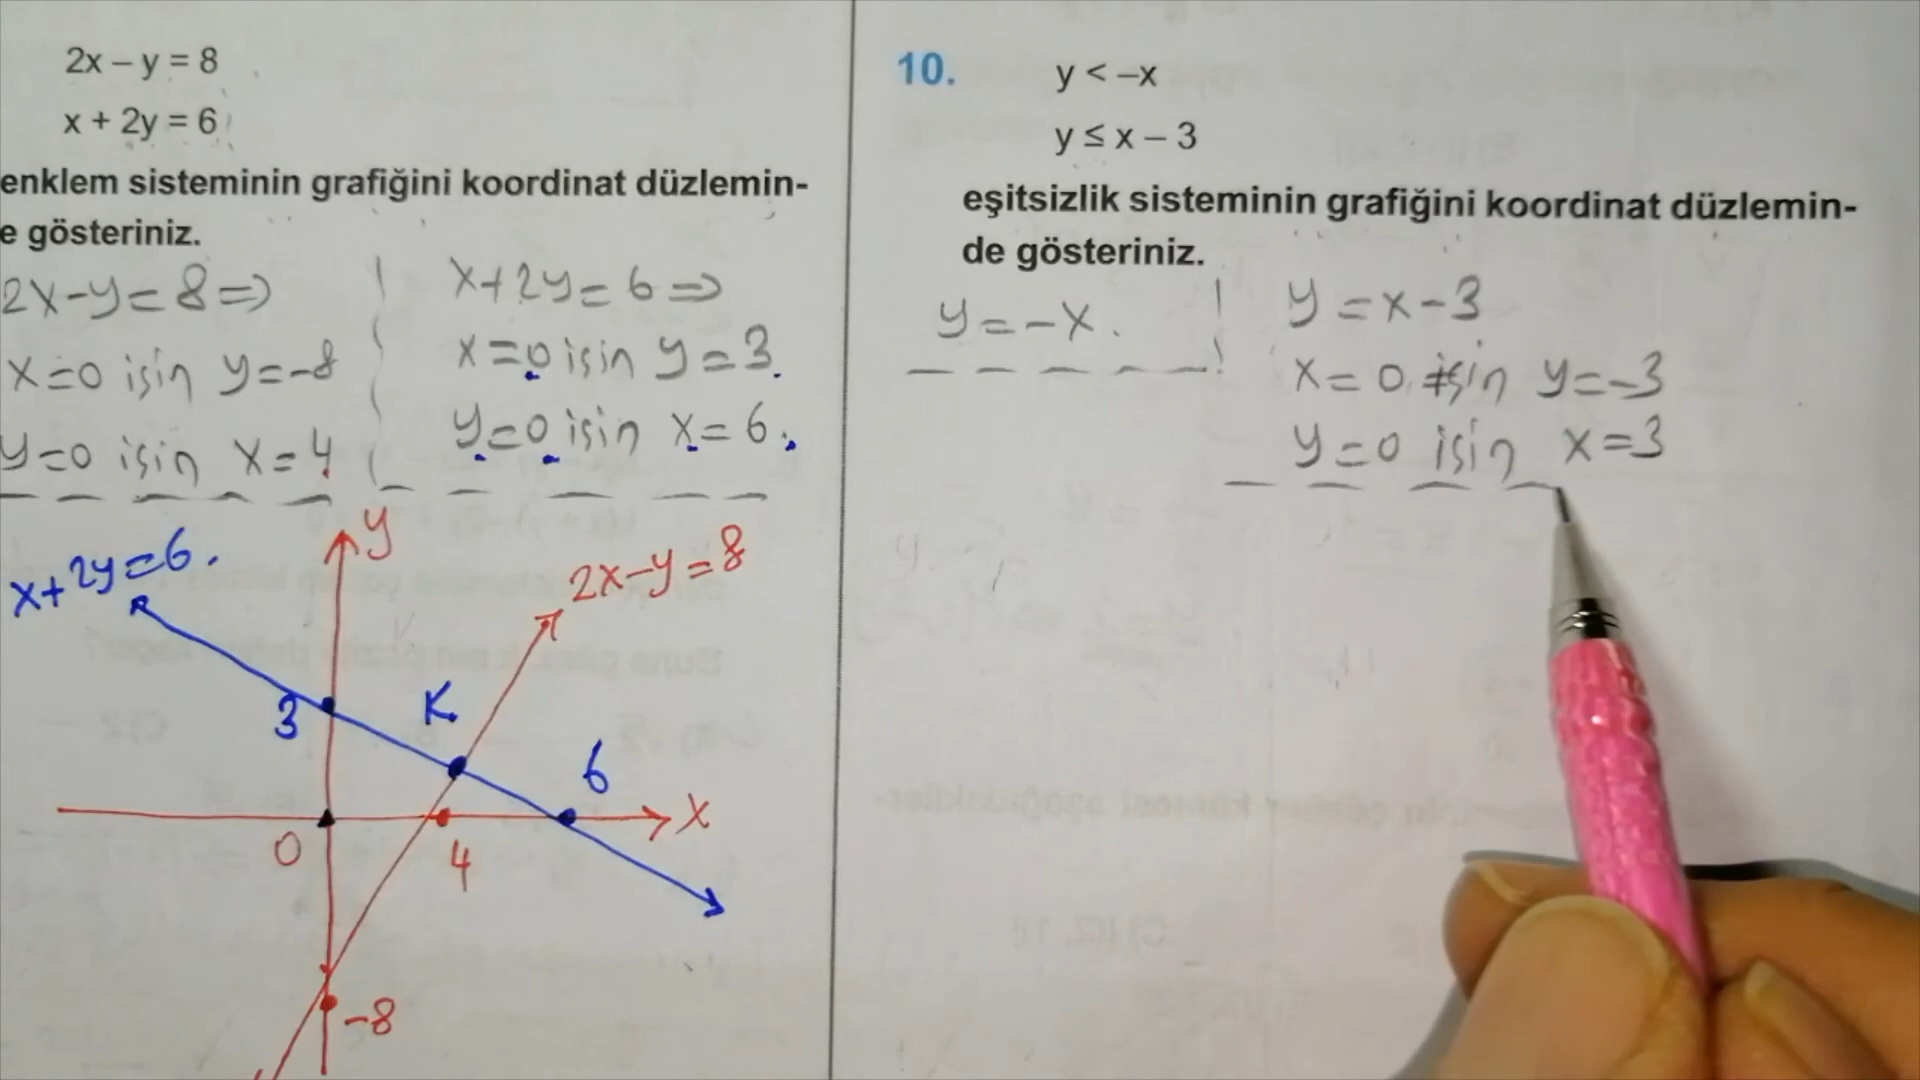 2x – y = 8
x + 2y = 6
enklem sisteminin grafiğini koordinat düzlemin-
e gösteriniz.
2x-y=8=>
x=0 için y=-8
y=0 için x=4
x+2y=6=>
x=0 için y=3
y=0 için x=6
y
x+2y=6
2x-y=8
3
K
6
x
0
4
-8
10.
y < –x
y ≤ x – 3
eşitsizlik sisteminin grafiğini koordinat düzlemin-
de gösteriniz.
y=-x
y=x-3
x=0 için y=-3
y=0 için x=3